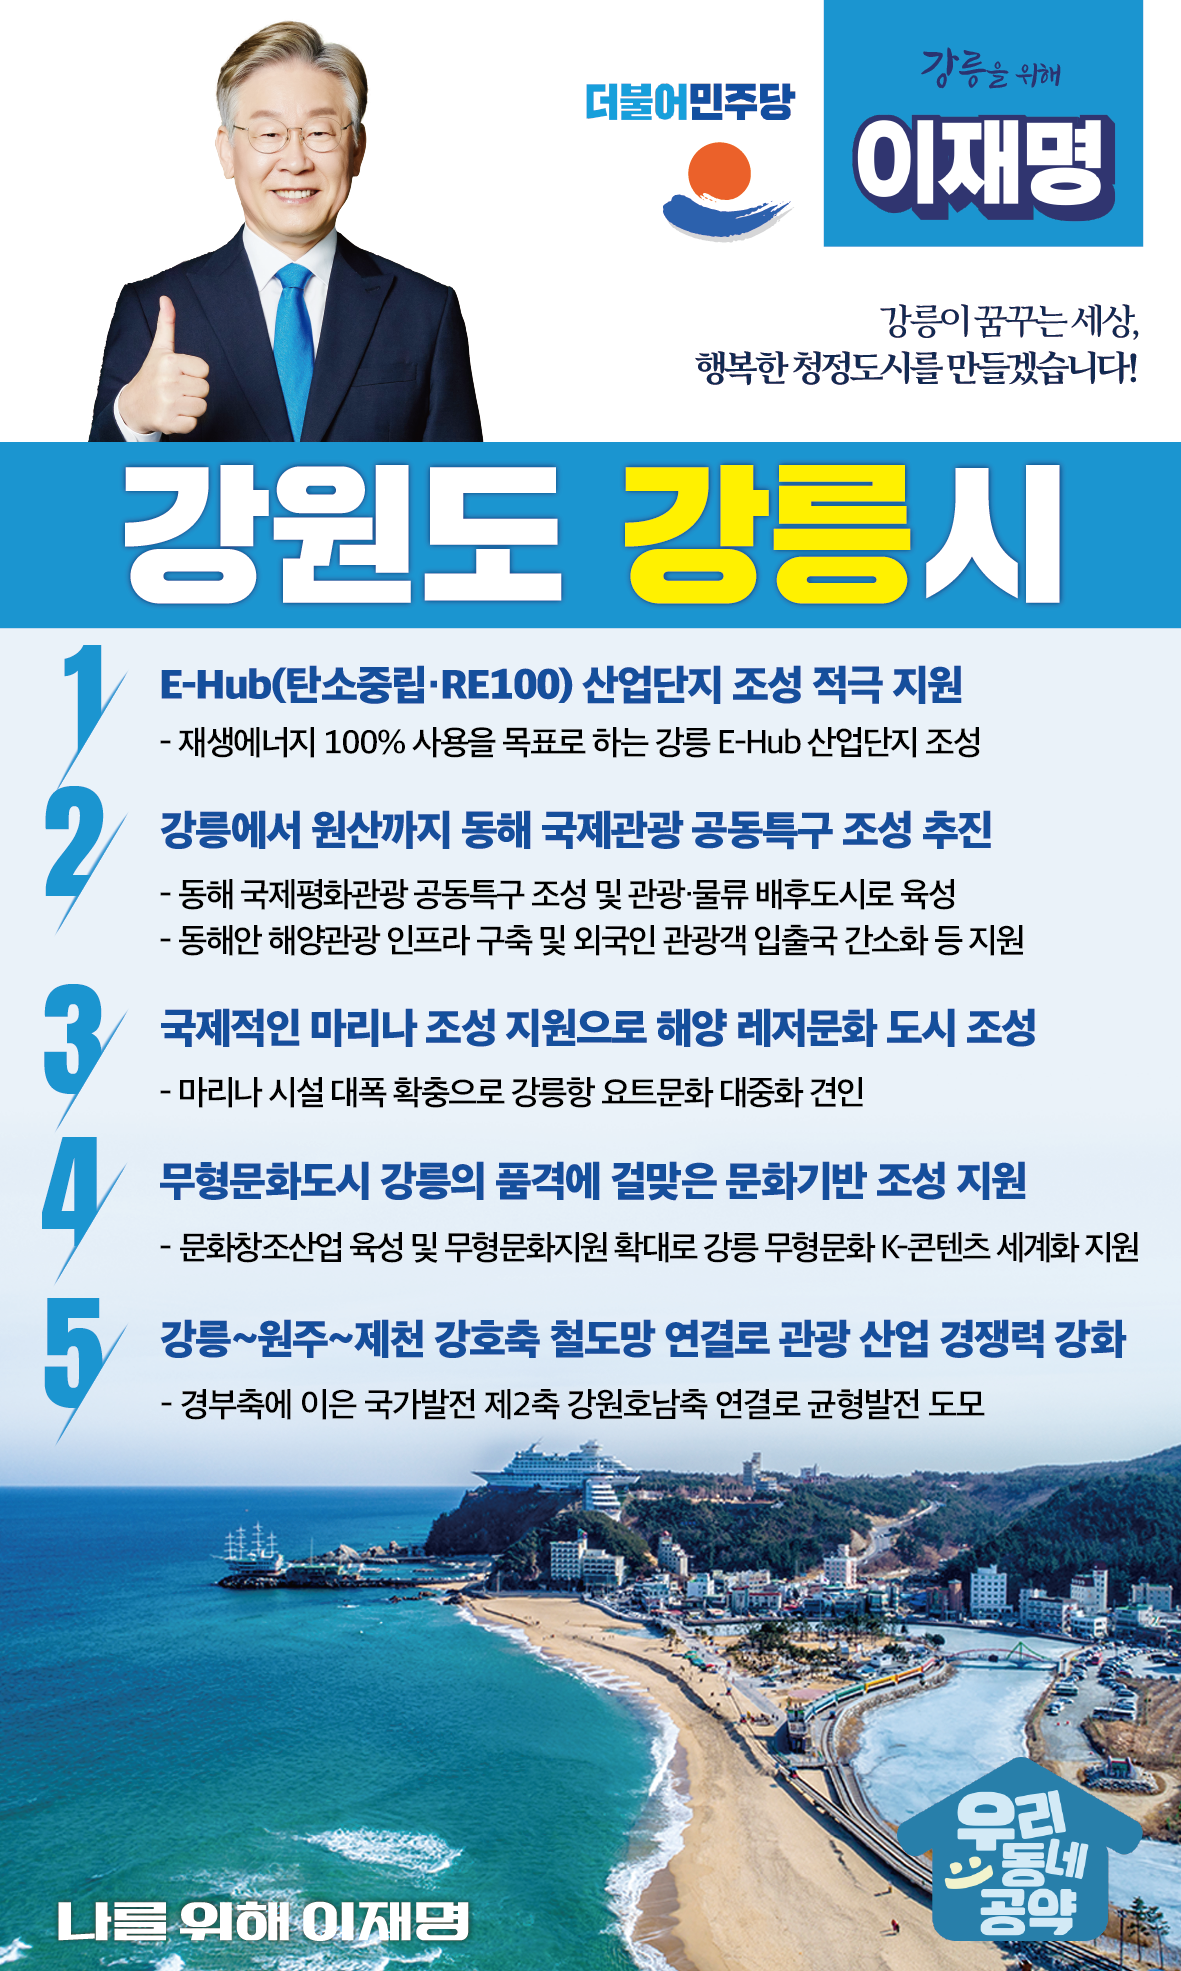 더불어민주당
강릉을 위해
이재명
강릉이 꿈꾸는 세상,
행복한 청정도시를 만들겠습니다!
강원도 강릉시
1
E-Hub(탄소중립·RE100) 산업단지 조성 적극 지원
- 재생에너지 100% 사용을 목표로 하는 강릉 E-Hub 산업단지 조성
2
강릉에서 원산까지 동해 국제관광 공동특구 조성 추진
- 동해 국제평화관광 공동특구 조성 및 관광·물류 배후도시로 육성
- 동해안 해양관광 인프라 구축 및 외국인 관광객 입출국 간소화 등 지원
3
국제적인 마리나 조성 지원으로 해양 레저문화 도시 조성
- 마리나 시설 대폭 확충으로 강릉항 요트문화 대중화 견인
4
무형문화도시 강릉의 품격에 걸맞은 문화기반 조성 지원
- 문화창조산업 육성 및 무형문화지원 확대로 강릉 무형문화 K-콘텐츠 세계화 지원
5
강릉~원주~제천 강호축 철도망 연결로 관광 산업 경쟁력 강화
- 경부축에 이은 국가발전 제2축 강원호남축 연결로 균형발전 도모
나를 위해 이재명
우리
동네
공약